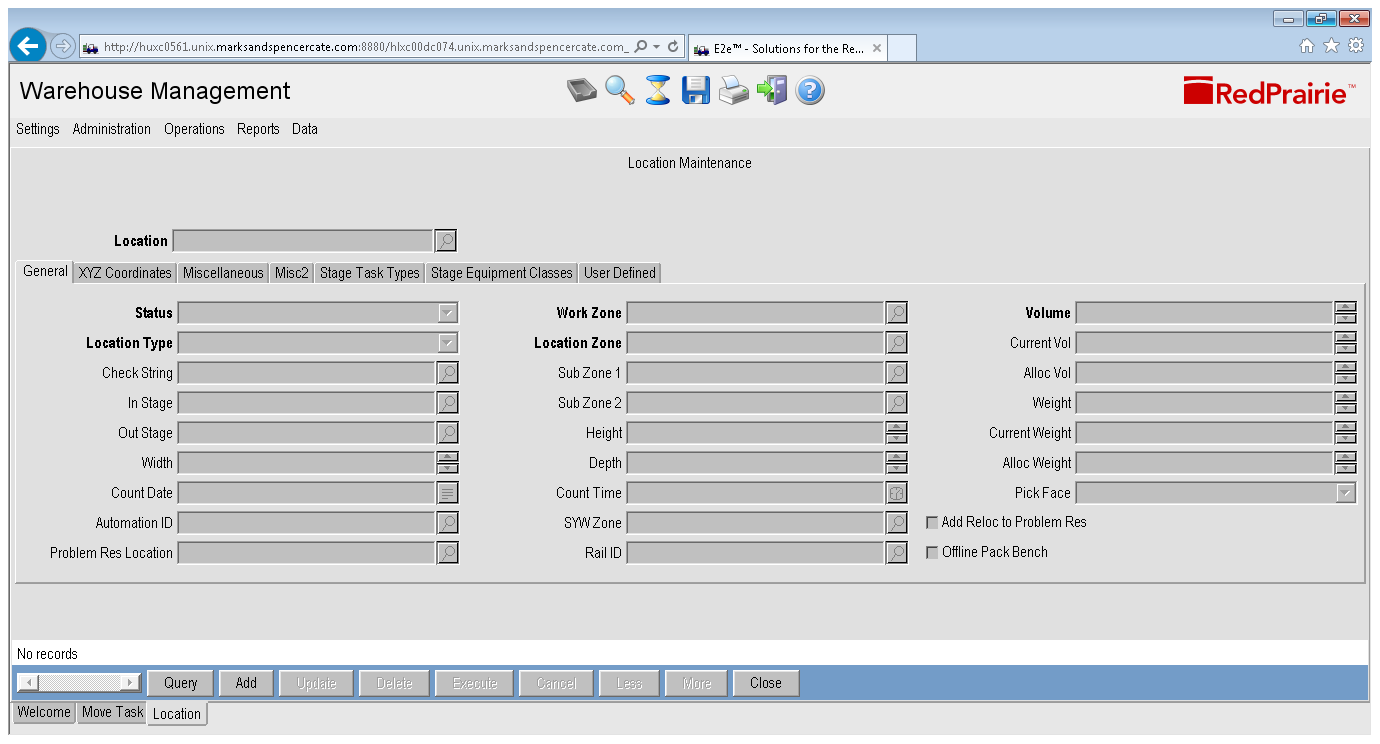 http://huxc0561.unix.marksandspencercate.com:8880/hlxc00dc074.unix.marksandspencercate.com_
E2e™ - Solutions for the Re...
Warehouse Management
RedPrairie™
Settings Administration Operations Reports Data
Location Maintenance
Location
General XYZ Coordinates Miscellaneous Misc2 Stage Task Types Stage Equipment Classes User Defined
Status Work Zone Volume
Location Type Location Zone Current Vol
Check String Sub Zone 1 Alloc Vol
In Stage Sub Zone 2 Weight
Out Stage Height Current Weight
Width Depth Alloc Weight
Count Date Count Time Pick Face
Automation ID SYW Zone Add Reloc to Problem Res
Problem Res Location Rail ID Offline Pack Bench
No records
Query Add Update Delete Execute Cancel Less More Close
Welcome Move Task Location